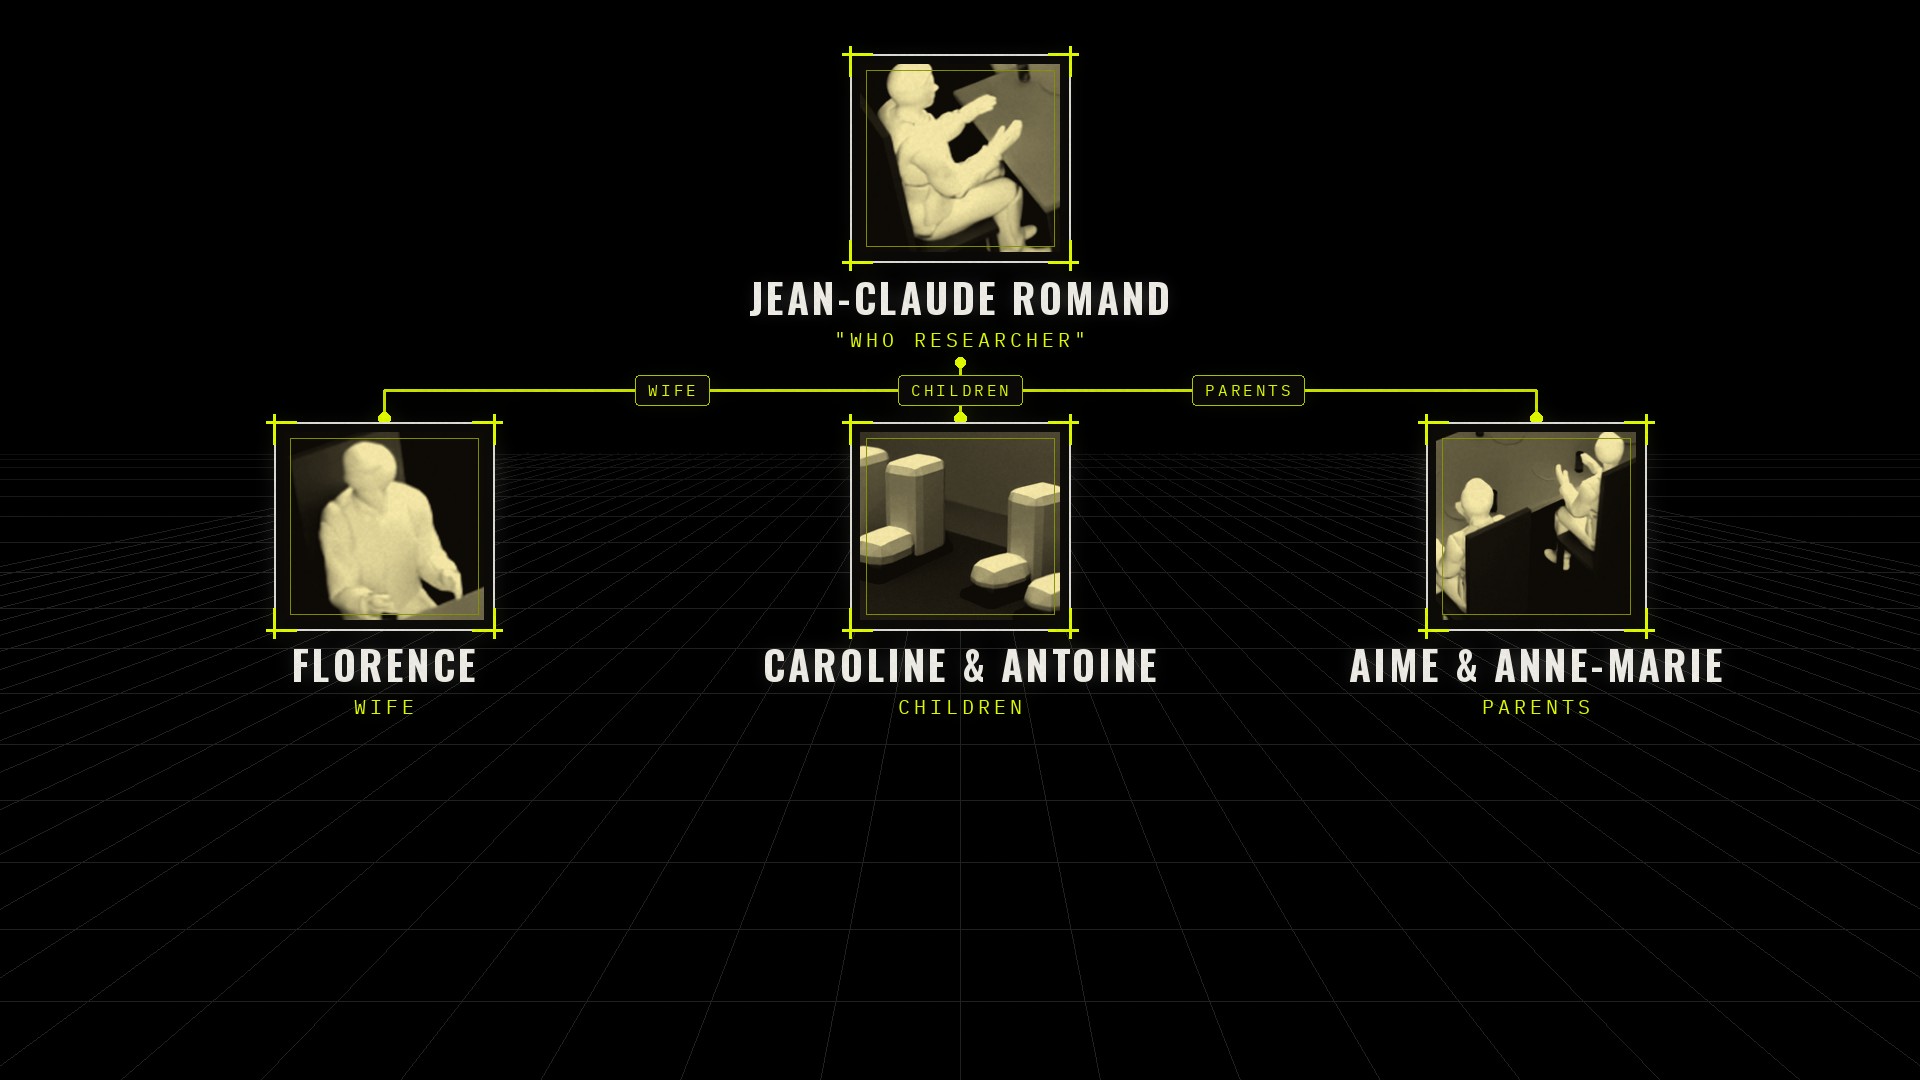 JEAN-CLAUDE ROMAND
"WHO RESEARCHER"
WIFE
CHILDREN
PARENTS
FLORENCE
WIFE
CAROLINE & ANTOINE
CHILDREN
AIME & ANNE-MARIE
PARENTS